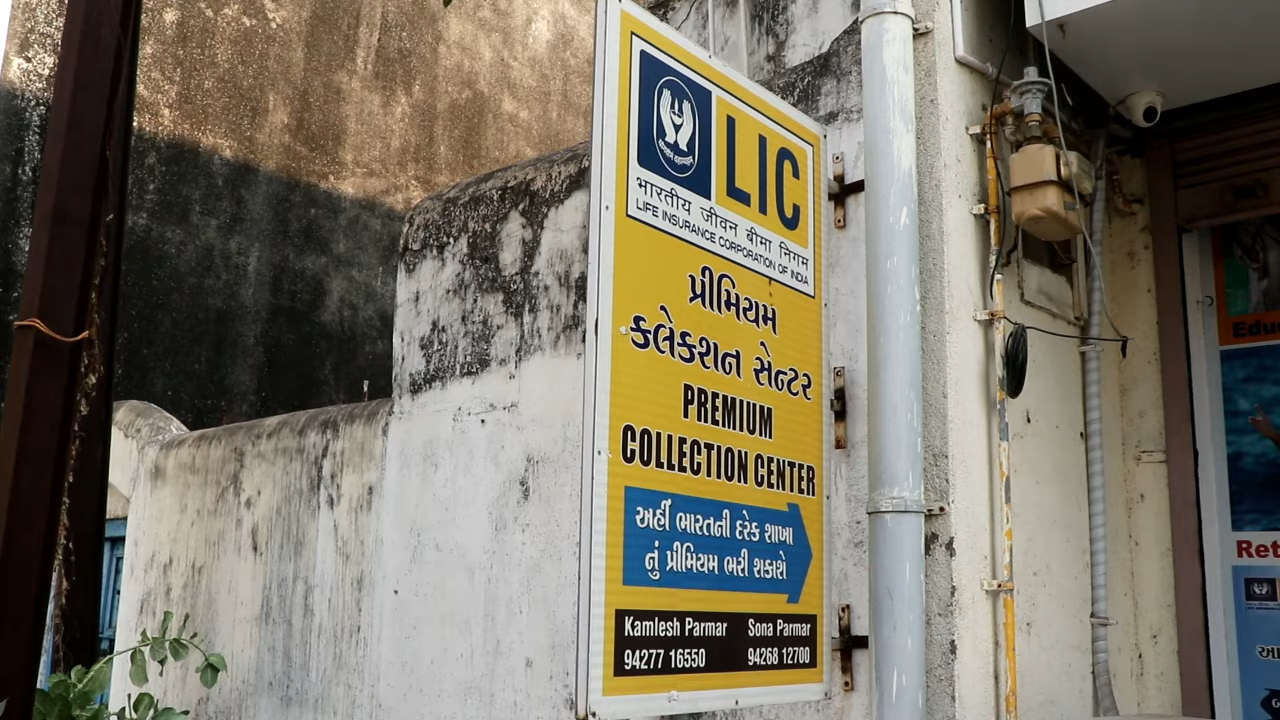 LIC
भारतीय जीवन बीमा निगम
LIFE INSURANCE CORPORATION OF INDIA
પ્રીમિયમ
કલેકશન સેન્ટર
PREMIUM
COLLECTION CENTER
અહીં ભારતની દરેક શાખા
નું પ્રીમિયમ ભરી શકાશે
Kamlesh Parmar Sona Parmar
94277 16550 94268 12700
Edu
Ret